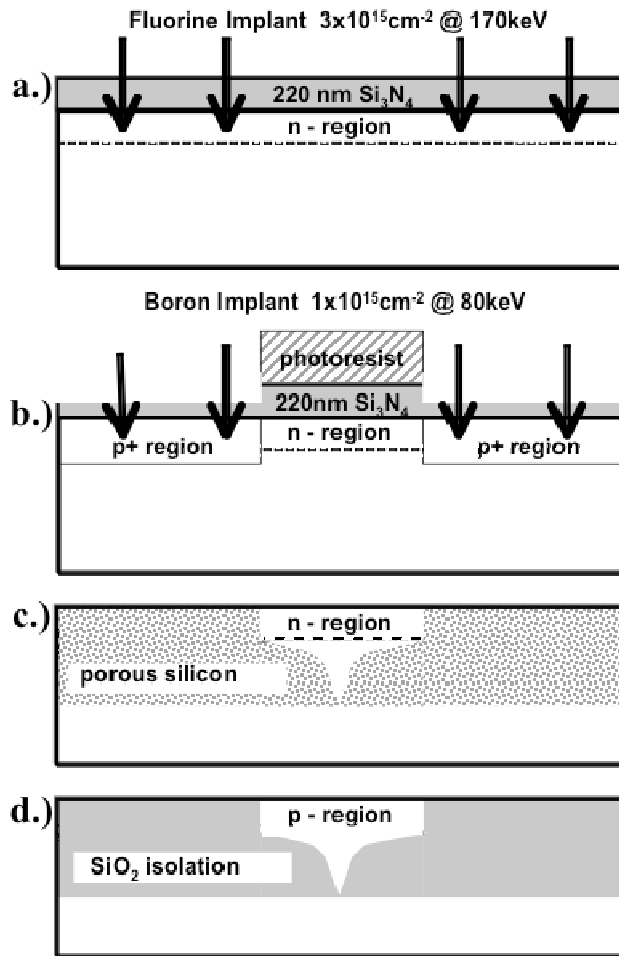 Fluorine Implant 3x10¹⁵cm⁻² @ 170keV
a.)
220 nm Si₃N₄
n - region
Boron Implant 1x10¹⁵cm⁻² @ 80keV
photoresist
b.)
220nm Si₃N₄
n - region
p+ region
p+ region
c.)
n - region
porous silicon
d.)
p - region
SiO₂ isolation